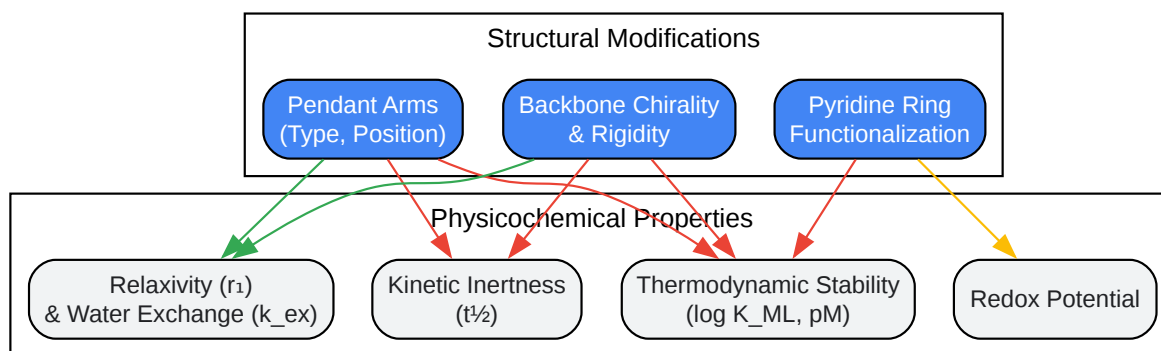 Structural Modifications
Pendant Arms
(Type, Position)
Backbone Chirality
& Rigidity
Pyridine Ring
Functionalization
Physicochemical Properties
Relaxivity (r₁)
& Water Exchange (k_ex)
Kinetic Inertness
(t½)
Thermodynamic Stability
(log K_ML, pM)
Redox Potential